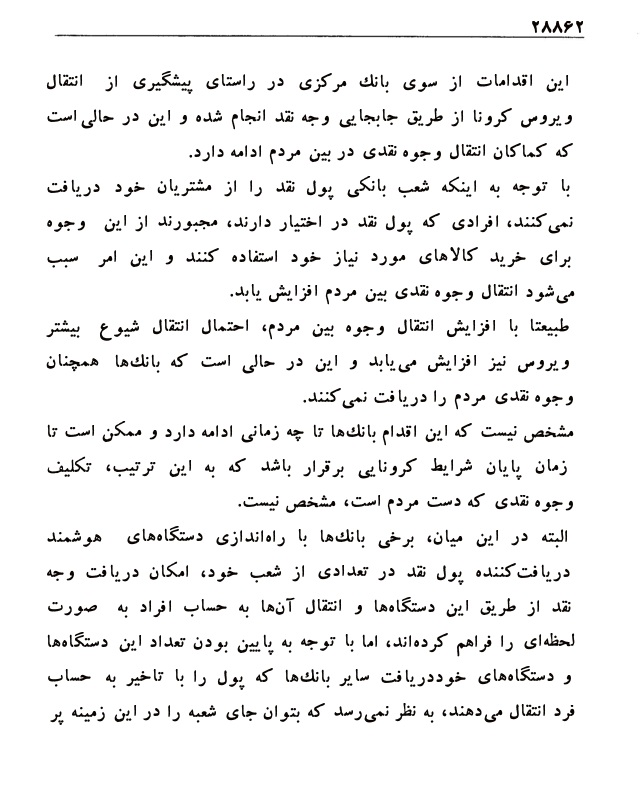 ۲۸۸۶۲
این اقدامات از سوی بانك مرکزی در راستای پیشگیری از انتقال
ویروس کرونا از طریق جابجایی وجه نقد انجام شده و این در حالی است
که کماکان انتقال وجوه نقدی در بین مردم ادامه دارد.
با توجه به اینکه شعب بانکی پول نقد را از مشتریان خود دریافت
نمی‌کنند، افرادی که پول نقد در اختیار دارند، مجبورند از این وجوه
برای خرید کالاهای مورد نیاز خود استفاده کنند و این امر سبب
می‌شود انتقال وجوه نقدی بین مردم افزایش یابد.
طبیعتا با افزایش انتقال وجوه بین مردم، احتمال انتقال شیوع بیشتر
ویروس نیز افزایش می‌یابد و این در حالی است که بانك‌ها همچنان
وجوه نقدی مردم را دریافت نمی‌کنند.
مشخص نیست که این اقدام بانك‌ها تا چه زمانی ادامه دارد و ممکن است تا
زمان پایان شرایط کرونایی برقرار باشد که به این ترتیب، تکلیف
وجوه نقدی که دست مردم است، مشخص نیست.
البته در این میان، برخی بانك‌ها با راه‌اندازی دستگاه‌های هوشمند
دریافت‌کننده پول نقد در تعدادی از شعب خود، امکان دریافت وجه
نقد از طریق این دستگاه‌ها و انتقال آن‌ها به حساب افراد به صورت
لحظه‌ای را فراهم کرده‌اند، اما با توجه به پایین بودن تعداد این دستگاه‌ها
و دستگاه‌های خوددریافت سایر بانك‌ها که پول را با تاخیر به حساب
فرد انتقال می‌دهند، به نظر نمی‌رسد که بتوان جای شعبه را در این زمینه پر